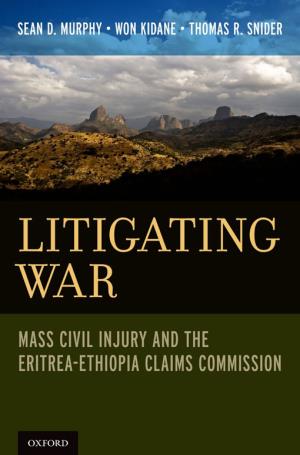 SEAN D. MURPHY • WON KIDANE • THOMAS R. SNIDER
LITIGATING
WAR
MASS CIVIL INJURY AND THE
ERITREA-ETHIOPIA CLAIMS COMMISSION
OXFORD